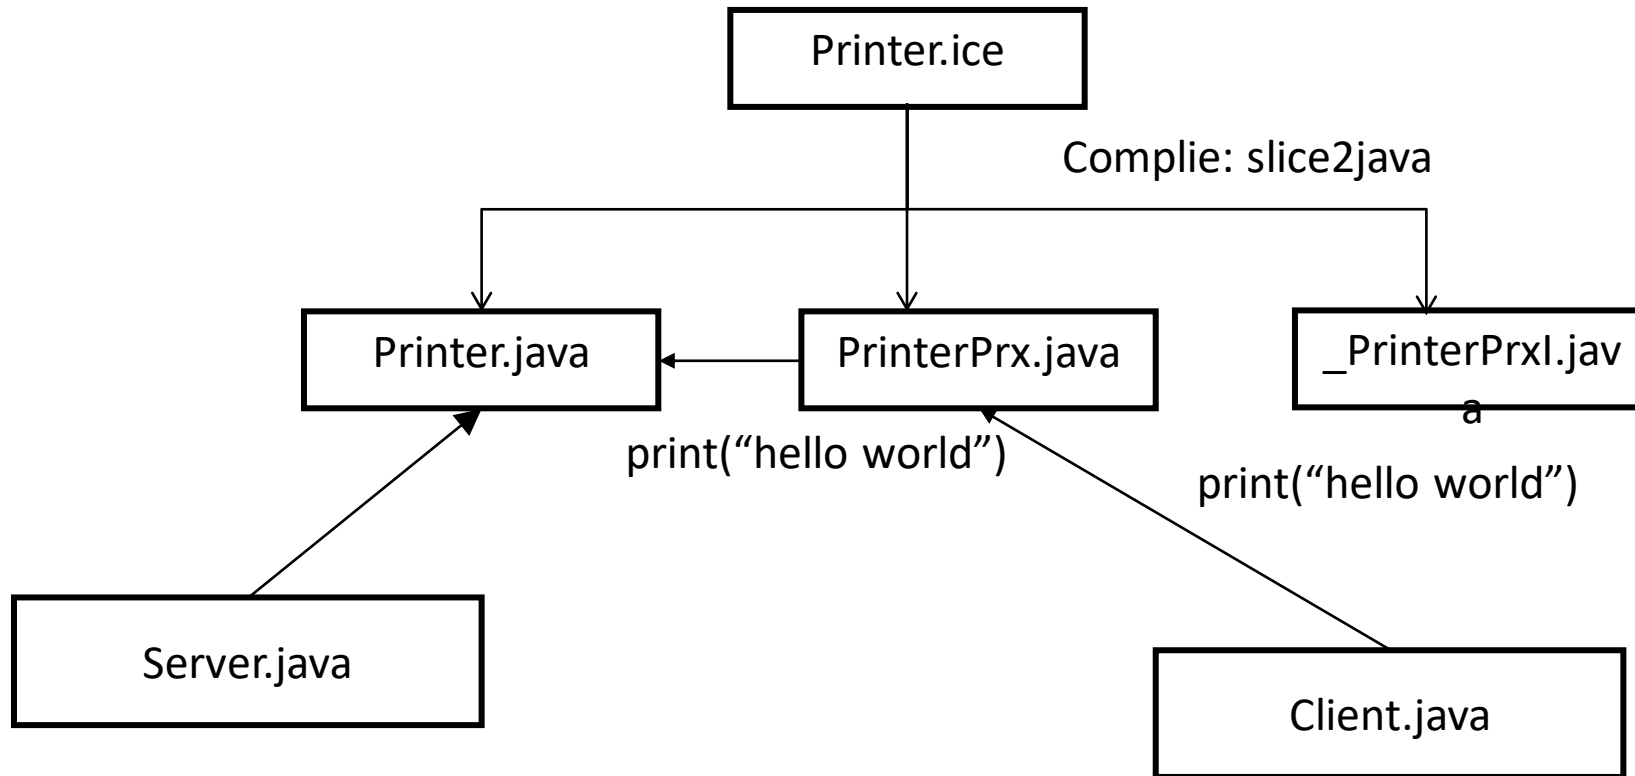 Printer.ice
Complie: slice2java
Printer.java
PrinterPrx.java
_PrinterPrxI.jav
a
print(“hello world”)
print(“hello world”)
Server.java
Client.java